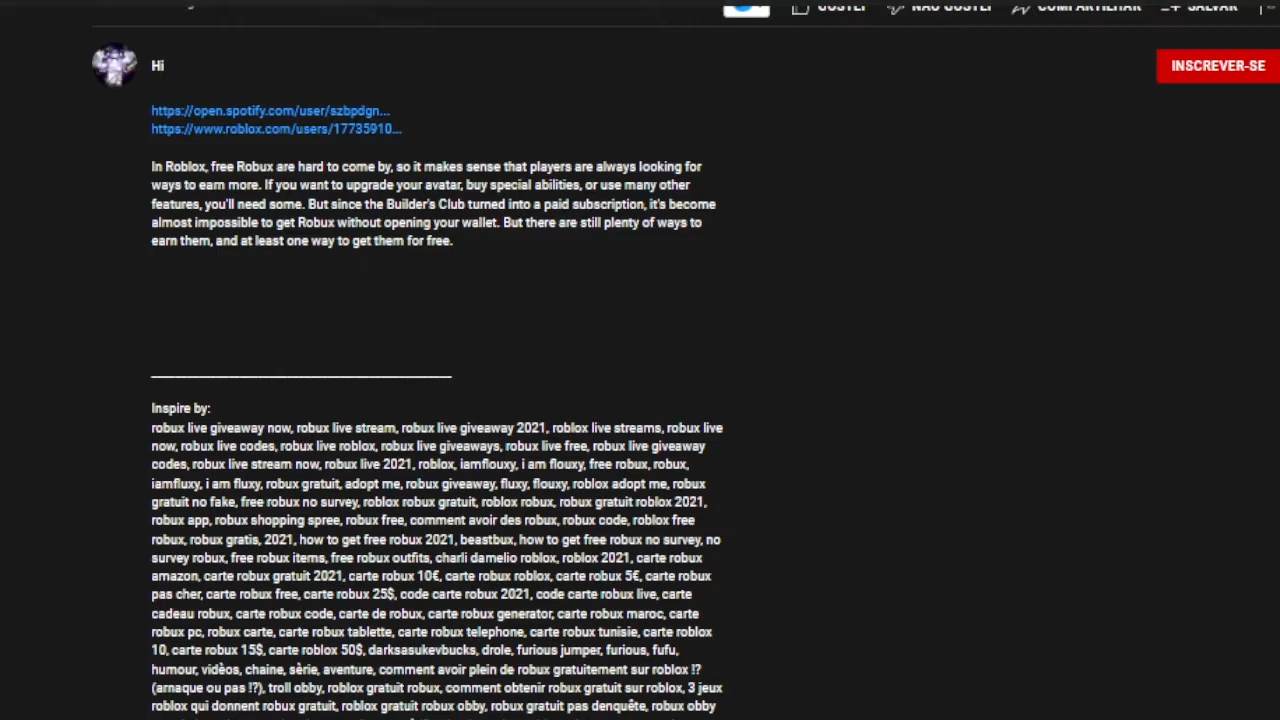 GOSTEI NÃO GOSTEI COMPARTILHAR SALVAR
Hi
INSCREVER-SE
https://open.spotify.com/user/szbpdgn...
https://www.roblox.com/users/17735910...
In Roblox, free Robux are hard to come by, so it makes sense that players are always looking for
ways to earn more. If you want to upgrade your avatar, buy special abilities, or use many other
features, you'll need some. But since the Builder's Club turned into a paid subscription, it's become
almost impossible to get Robux without opening your wallet. But there are still plenty of ways to
earn them, and at least one way to get them for free.
Inspire by:
robux live giveaway now, robux live stream, robux live giveaway 2021, roblox live streams, robux live
now, robux live codes, robux live roblox, robux live giveaways, robux live free, robux live giveaway
codes, robux live stream now, robux live 2021, roblox, iamflouxy, i am flouxy, free robux, robux,
iamfluxy, i am fluxy, robux gratuit, adopt me, robux giveaway, fluxy, flouxy, roblox adopt me, robux
gratuit no fake, free robux no survey, roblox robux gratuit, roblox robux, robux gratuit roblox 2021,
robux app, robux shopping spree, robux free, comment avoir des robux, robux code, roblox free
robux, robux gratis, 2021, how to get free robux 2021, beastbux, how to get free robux no survey, no
survey robux, free robux items, free robux outfits, charli damelio roblox, roblox 2021, carte robux
amazon, carte robux gratuit 2021, carte robux 10€, carte robux roblox, carte robux 5€, carte robux
pas cher, carte robux free, carte robux 25$, code carte robux 2021, code carte robux live, carte
cadeau robux, carte robux code, carte de robux, carte robux generator, carte robux maroc, carte
robux pc, robux carte, carte robux tablette, carte robux telephone, carte robux tunisie, carte roblox
10, carte robux 15$, carte roblox 50$, darksasukevbucks, drole, furious jumper, furious, fufu,
humour, vidèos, chaine, sèrie, aventure, comment avoir plein de robux gratuitement sur roblox !?
(arnaque ou pas !?), troll obby, roblox gratuit robux, comment obtenir robux gratuit sur roblox, 3 jeux
roblox qui donnent robux gratuit, roblox gratuit robux obby, robux gratuit pas denquête, robux obby